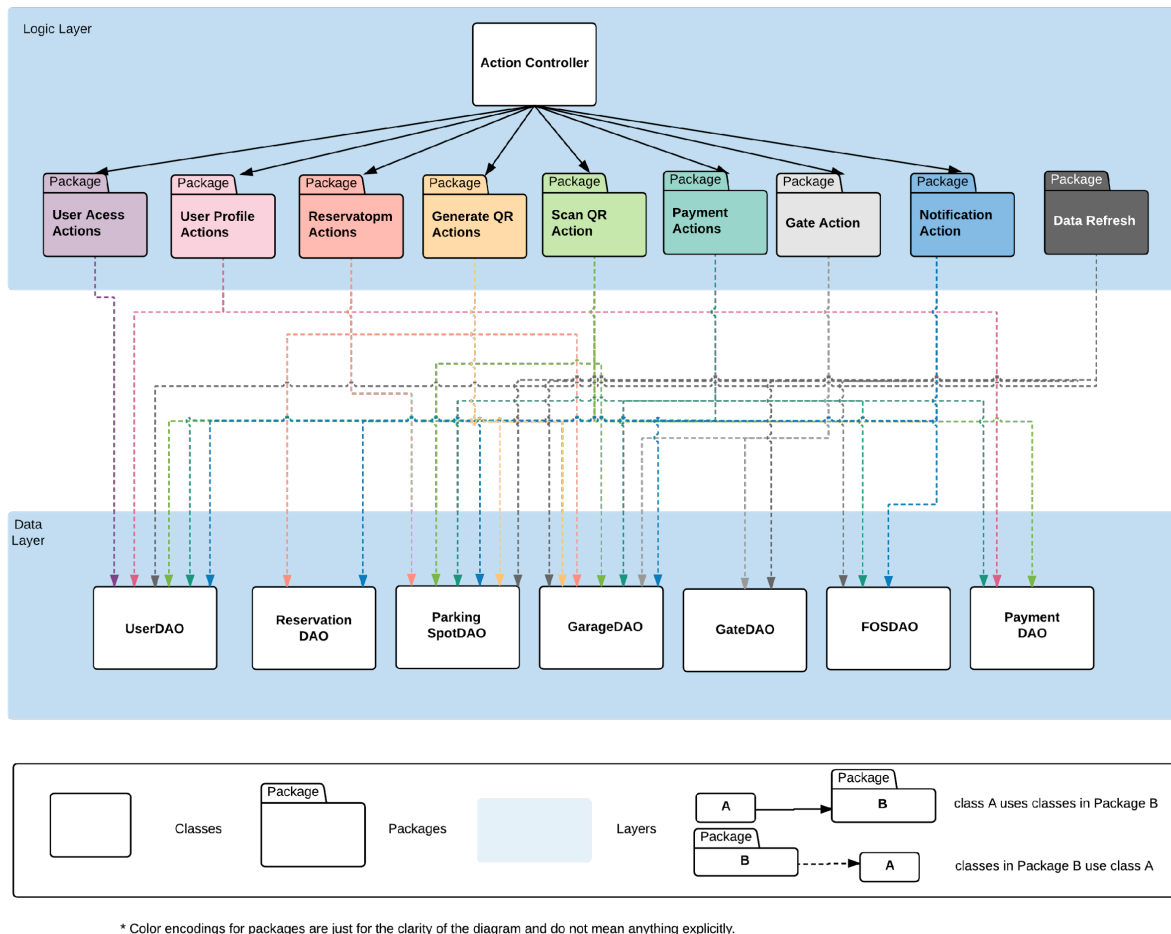 Logic Layer
Action Controller
Package
User Acess
Actions
Package
User Profile
Actions
Package
Reservatopm
Actions
Package
Generate QR
Actions
Package
Scan QR
Action
Package
Payment
Actions
Package
Gate Action
Package
Notification
Action
Package
Data Refresh
Data
Layer
UserDAO
Reservation
DAO
Parking
SpotDAO
GarageDAO
GateDAO
FOSDAO
Payment
DAO
Classes
Package
Packages
Layers
A
Package
B
class A uses classes in Package B
Package
B
A
classes in Package B use class A
* Color encodings for packages are just for the clarity of the diagram and do not mean anything explicitly.